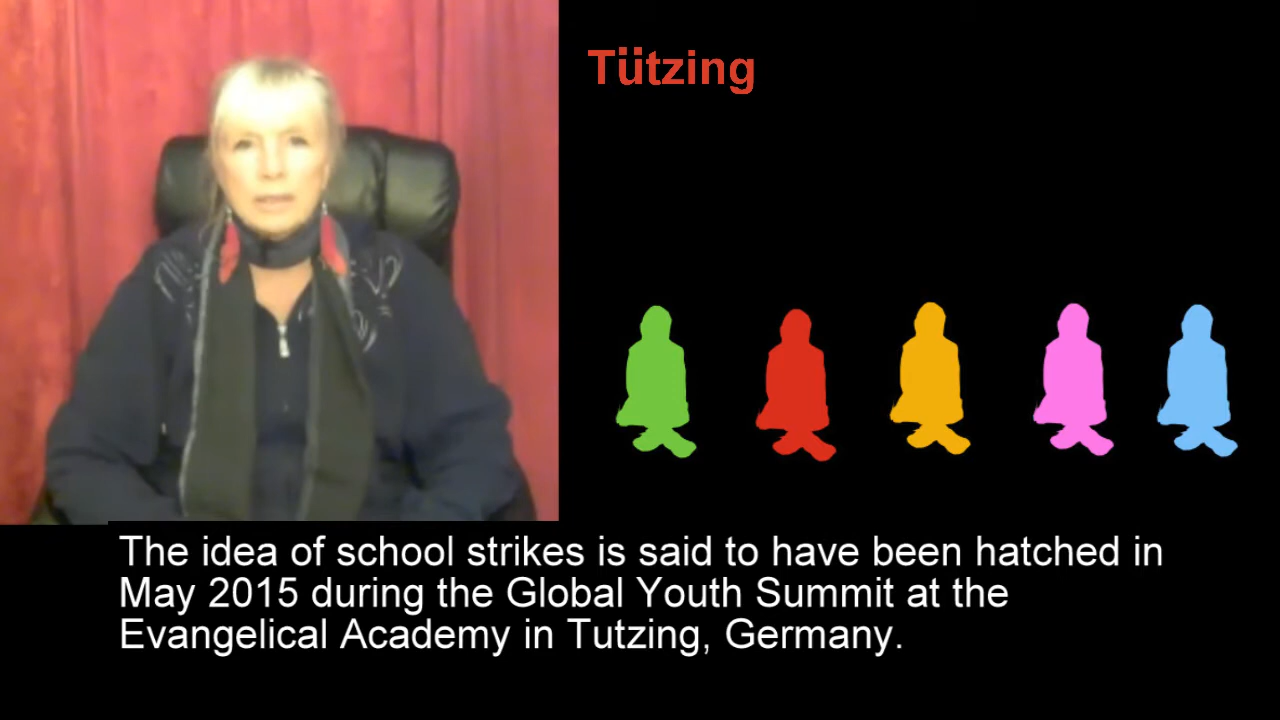 Tützing
The idea of school strikes is said to have been hatched in
May 2015 during the Global Youth Summit at the
Evangelical Academy in Tutzing, Germany.